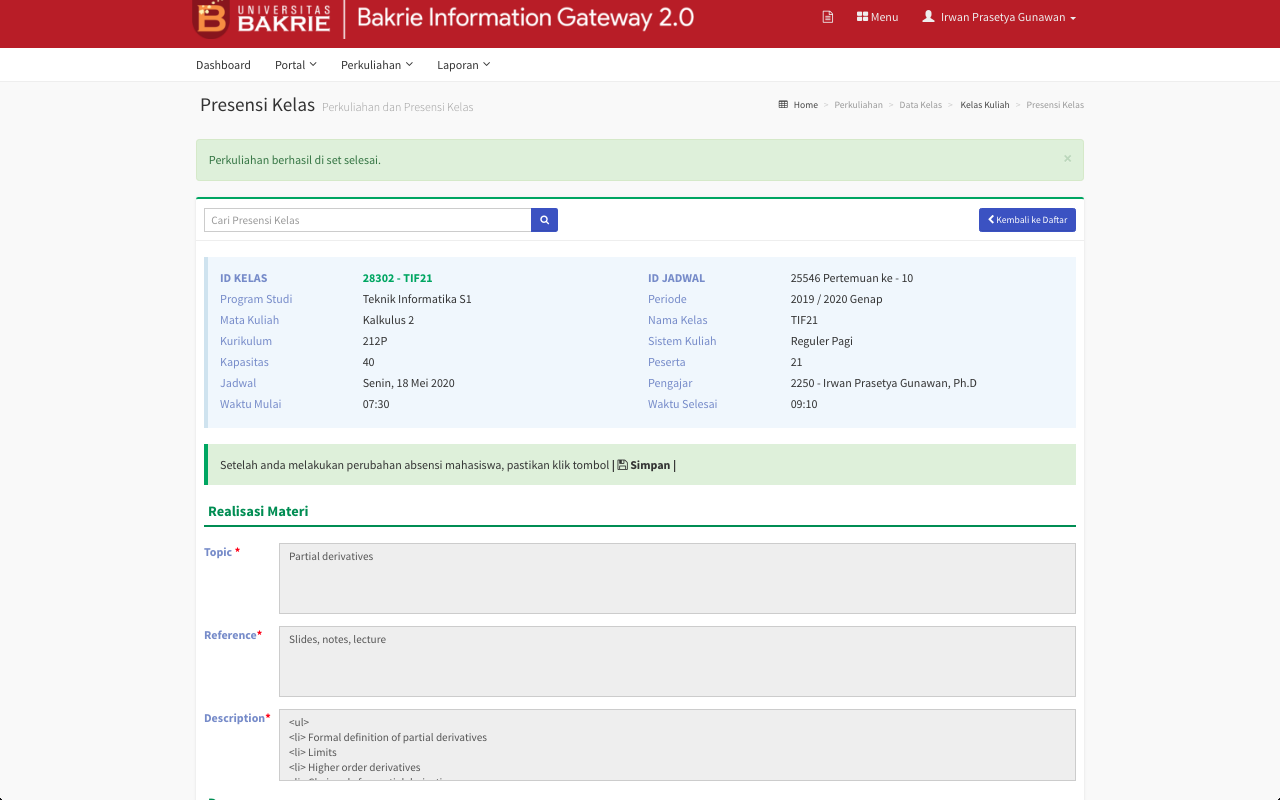 UNIVERSITAS
BAKRIE
Bakrie Information Gateway 2.0
Menu
Irwan Prasetya Gunawan
Dashboard
Portal
Perkuliahan
Laporan
Presensi Kelas Perkuliahan dan Presensi Kelas
Home > Perkuliahan > Data Kelas > Kelas Kuliah > Presensi Kelas
Perkuliahan berhasil di set selesai. ×
Cari Presensi Kelas
Kembali ke Daftar
ID KELAS 28302 - TIF21 ID JADWAL 25546 Pertemuan ke - 10
Program Studi Teknik Informatika S1 Periode 2019 / 2020 Genap
Mata Kuliah Kalkulus 2 Nama Kelas TIF21
Kurikulum 212P Sistem Kuliah Reguler Pagi
Kapasitas 40 Peserta 21
Jadwal Senin, 18 Mei 2020 Pengajar 2250 - Irwan Prasetya Gunawan, Ph.D
Waktu Mulai 07:30 Waktu Selesai 09:10
Setelah anda melakukan perubahan absensi mahasiswa, pastikan klik tombol | Simpan |
Realisasi Materi
Topic * Partial derivatives
Reference* Slides, notes, lecture
Description* <ul>
<li> Formal definition of partial derivatives
<li> Limits
<li> Higher order derivatives